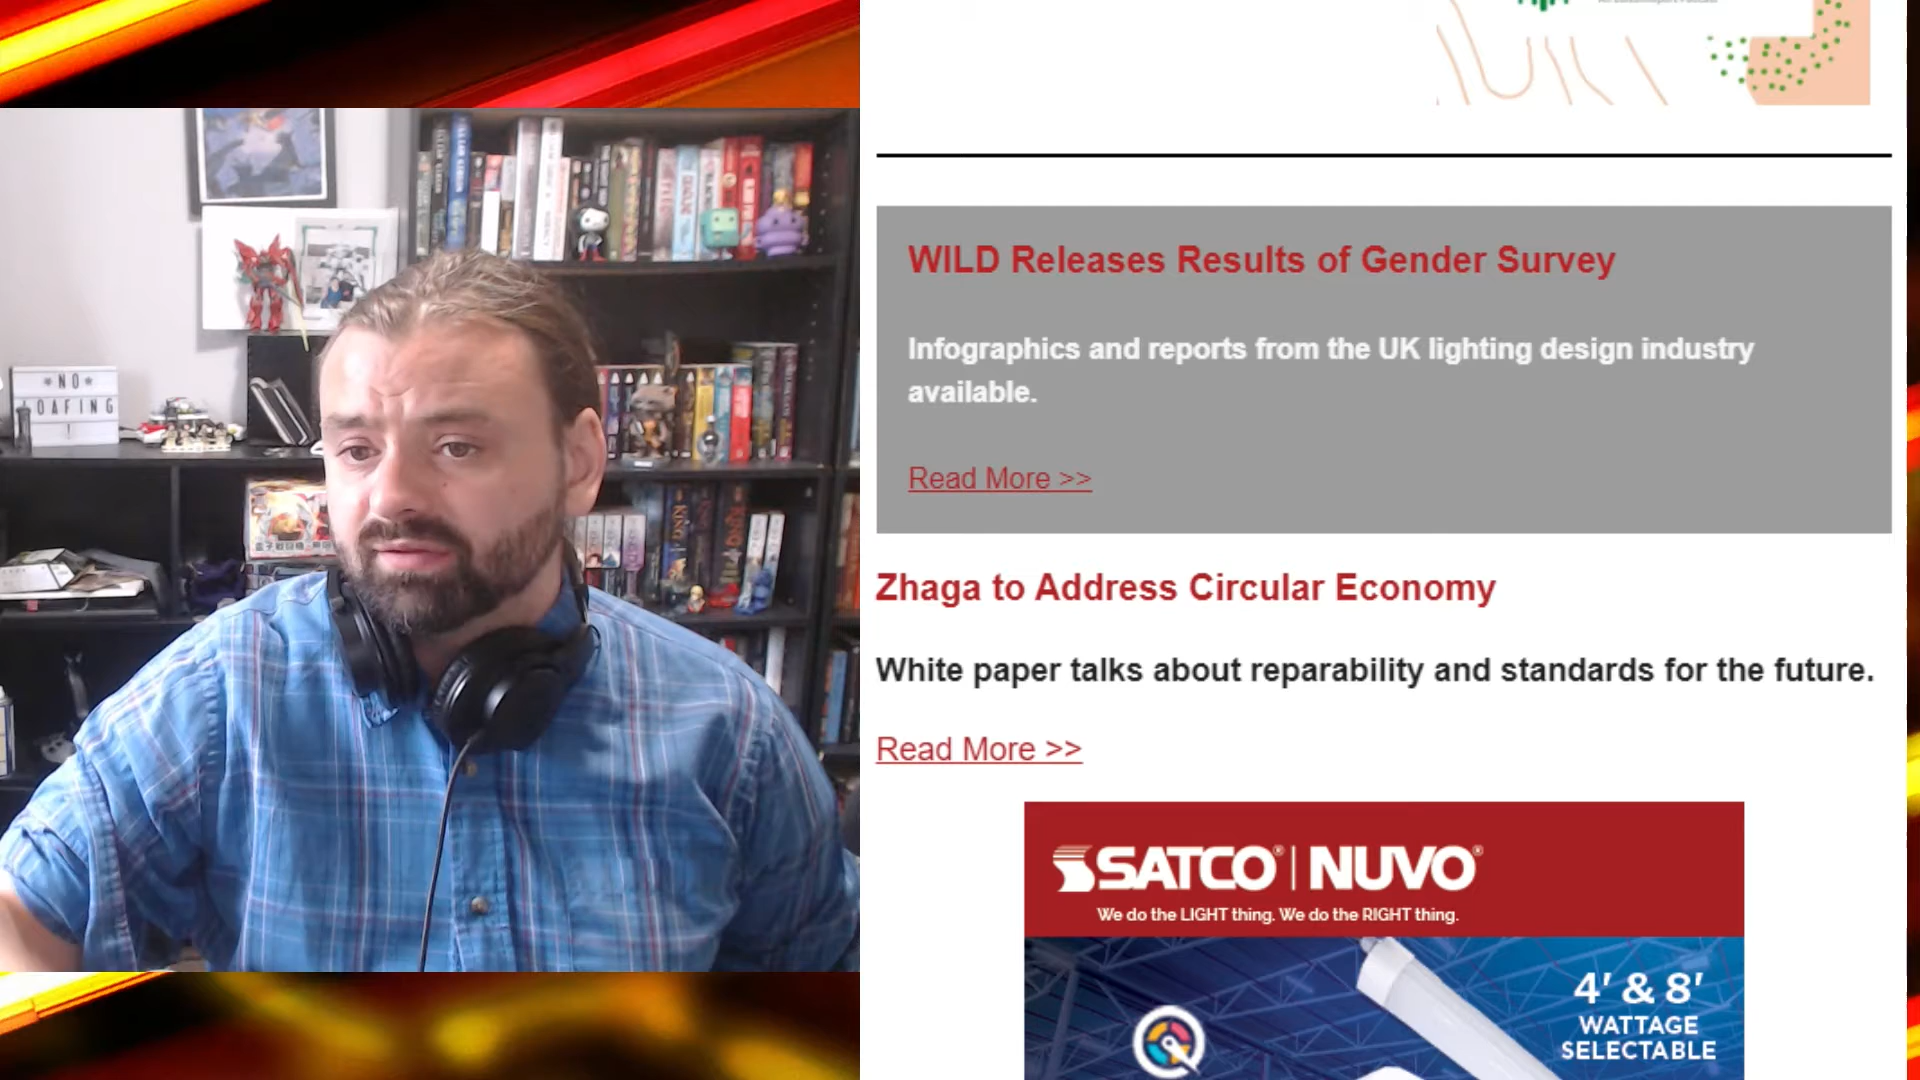 *NO*
LOAFING
!
KING
KING
WILD Releases Results of Gender Survey
Infographics and reports from the UK lighting design industry
available.
Read More >>
Zhaga to Address Circular Economy
White paper talks about reparability and standards for the future.
Read More >>
SATCO® | NUVO®
We do the LIGHT thing. We do the RIGHT thing.
4' & 8'
WATTAGE
SELECTABLE